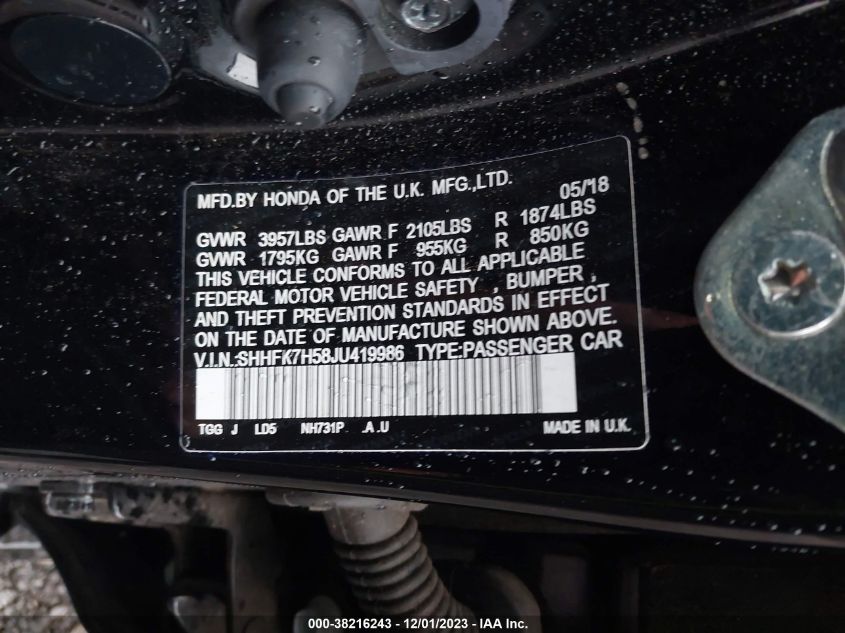 MFD.BY HONDA OF THE U.K. MFG.,LTD. 05/'18
GVWR 3957LBS GAWR F 2105LBS R 1874LBS
GVWR 1795KG GAWR F 955KG R 850KG
THIS VEHICLE CONFORMS TO ALL APPLICABLE
FEDERAL MOTOR VEHICLE SAFETY , BUMPER ,
AND THEFT PREVENTION STANDARDS IN EFFECT
ON THE DATE OF MANUFACTURE SHOWN ABOVE.
V.I.N.:SHHFK7H58JU419986 TYPE:PASSENGER CAR
TGG J LD5 NH731P .A .U MADE IN U.K.
000-38216243 - 12/01/2023 - IAA Inc.